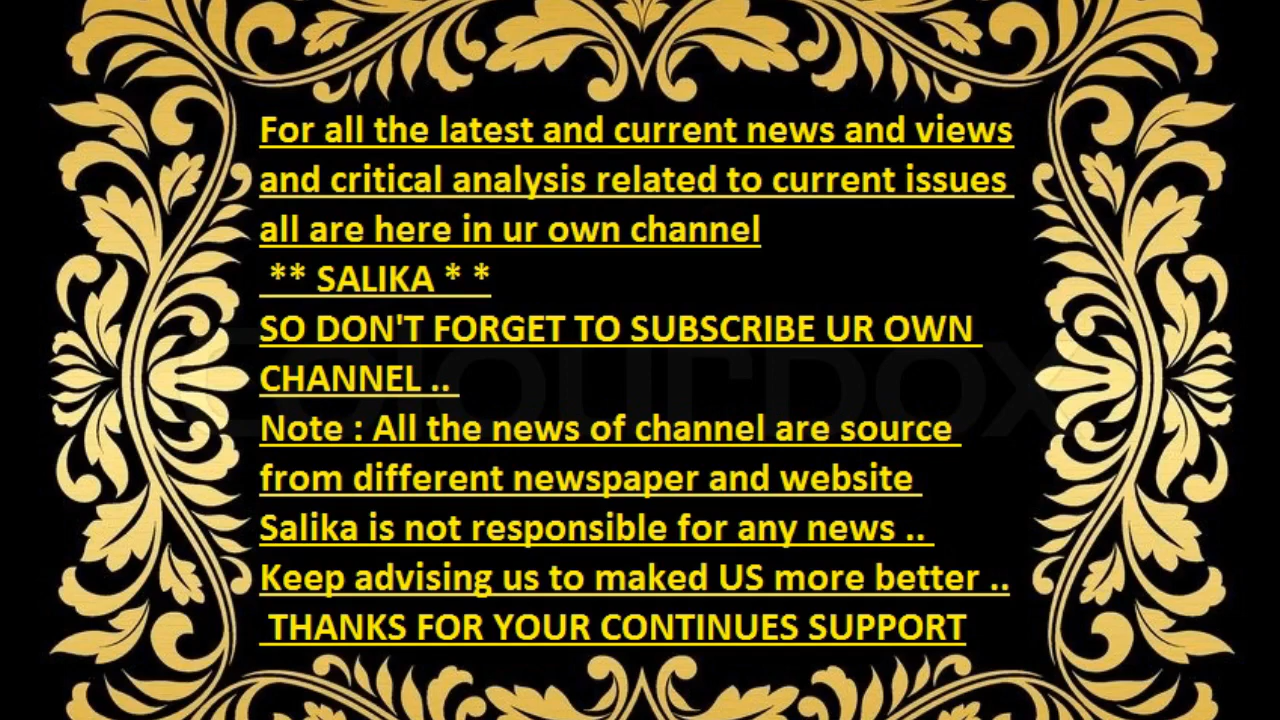 For all the latest and current news and views
and critical analysis related to current issues
all are here in ur own channel
** SALIKA * *
SO DON'T FORGET TO SUBSCRIBE UR OWN
CHANNEL ..
Note : All the news of channel are source
from different newspaper and website
Salika is not responsible for any news ..
Keep advising us to maked US more better ..
THANKS FOR YOUR CONTINUES SUPPORT